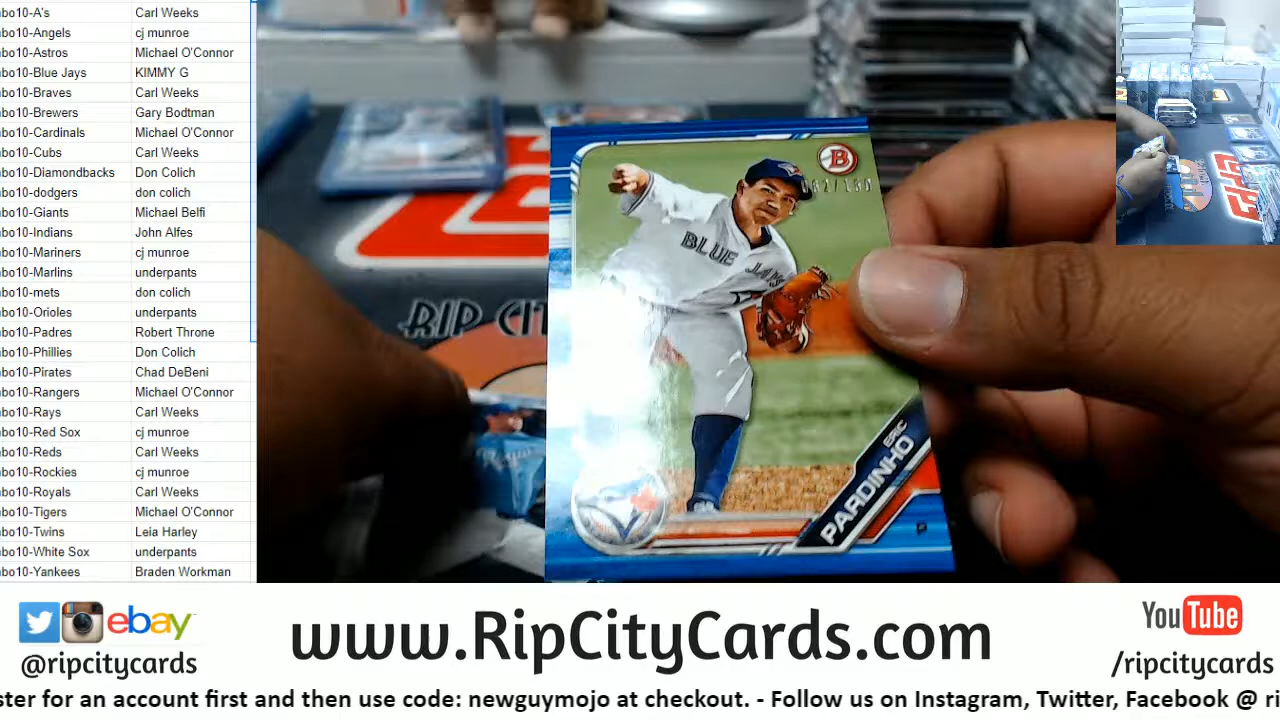 bo10-A's Carl Weeks
bo10-Angels cj munroe
bo10-Astros Michael O'Connor
bo10-Blue Jays KIMMY G
bo10-Braves Carl Weeks
bo10-Brewers Gary Bodtman
bo10-Cardinals Michael O'Connor
bo10-Cubs Carl Weeks
bo10-Diamondbacks Don Colich
bo10-dodgers don colich
bo10-Giants Michael Belfi
bo10-Indians John Alfes
bo10-Mariners cj munroe
bo10-Marlins underpants
bo10-mets don colich
bo10-Orioles underpants
bo10-Padres Robert Throne
bo10-Phillies Don Colich
bo10-Pirates Chad DeBeni
bo10-Rangers Michael O'Connor
bo10-Rays Carl Weeks
bo10-Red Sox cj munroe
bo10-Reds Carl Weeks
bo10-Rockies cj munroe
bo10-Royals Carl Weeks
bo10-Tigers Michael O'Connor
bo10-Twins Leia Harley
bo10-White Sox underpants
bo10-Yankees Braden Workman
B
BLUE JAYS
RIP CIT
ERIC
PARDINHO
P
ebay
@ripcitycards
www.RipCityCards.com
YouTube
/ripcitycards
ster for an account first and then use code: newguymojo at checkout. - Follow us on Instagram, Twitter, Facebook @ ri